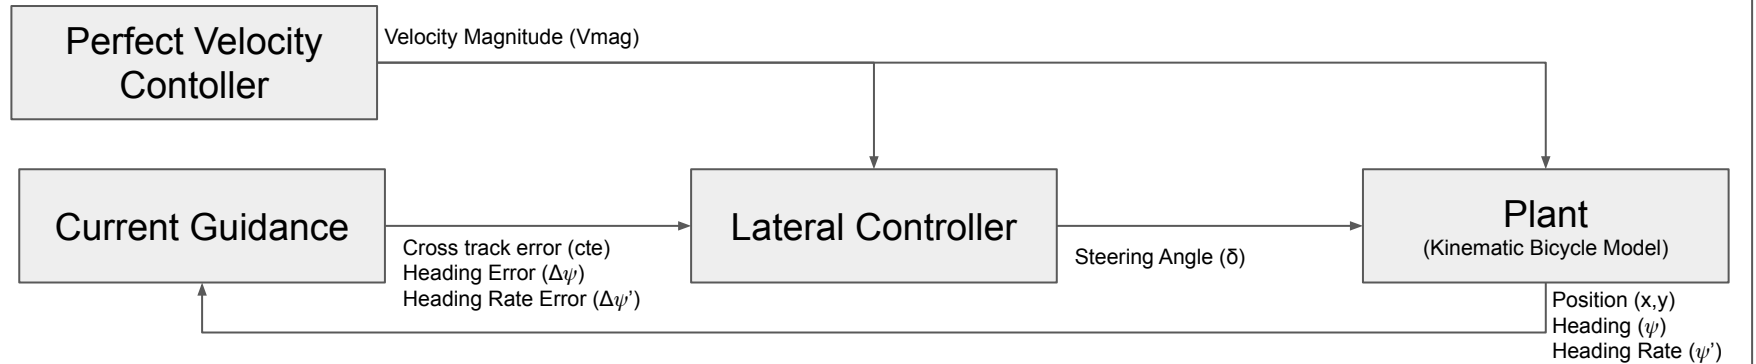 Perfect Velocity
Contoller
Velocity Magnitude (Vmag)
Current Guidance
Cross track error (cte)
Heading Error (Δψ)
Heading Rate Error (Δψ’)
Lateral Controller
Steering Angle (δ)
Plant
(Kinematic Bicycle Model)
Position (x,y)
Heading (ψ)
Heading Rate (ψ’)